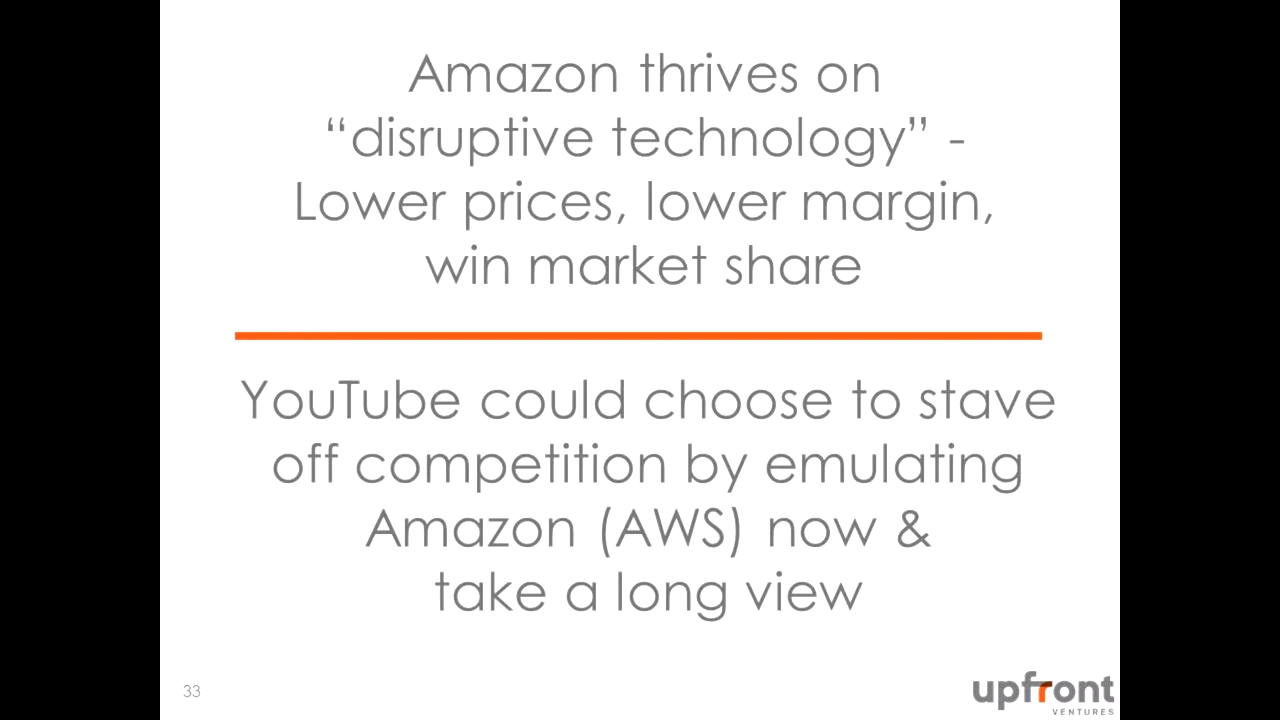 Amazon thrives on
“disruptive technology” -
Lower prices, lower margin,
win market share
YouTube could choose to stave
off competition by emulating
Amazon (AWS) now &
take a long view
33
upfront
VENTURES